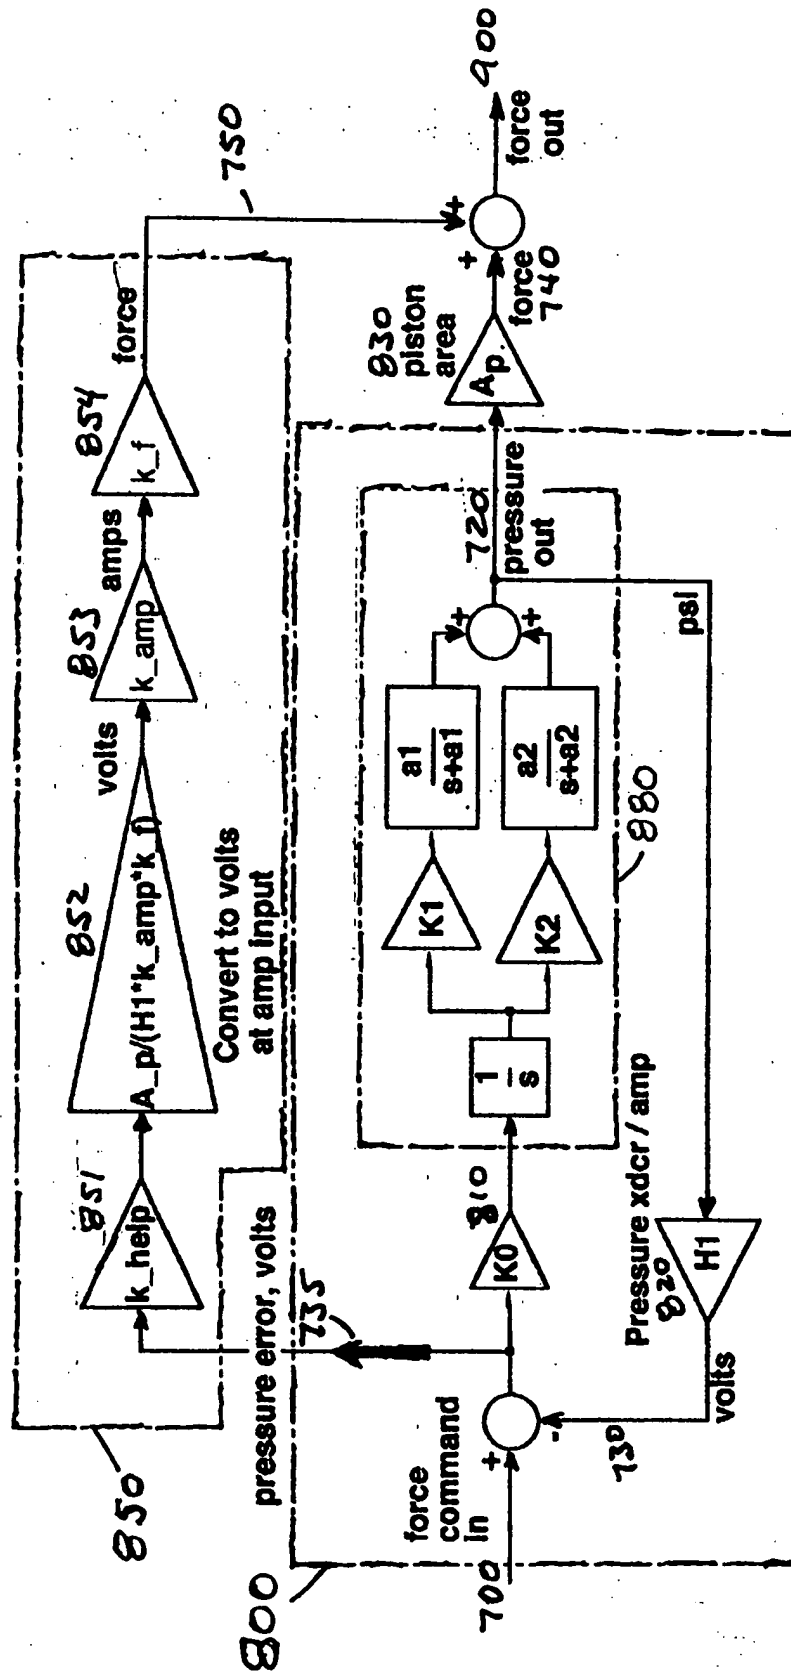 850
851
k_help
852
A_p/(H1*k_amp*k_f)
Convert to volts
at amp input
volts
853
k_amp
amps
854
k_f
force
750
800
pressure error, volts
735
700
force
command
in
+
-
730
810
K0
1
s
K1
K2
a1
s+a1
a2
s+a2
+
+
880
720
pressure
out
830
piston
area
Ap
force
740
+
+
force
out
900
Pressure xdcr / amp
820
H1
volts
psi